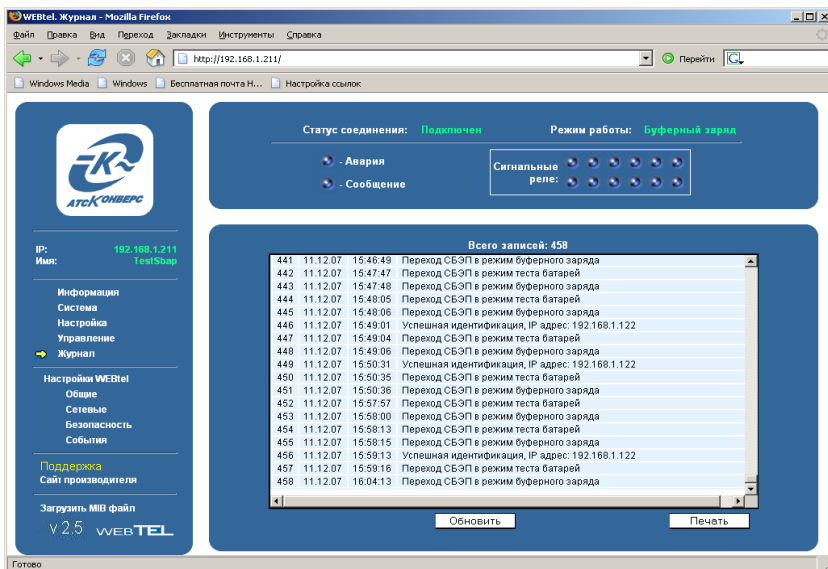 WEBtel. Журнал - Mozilla Firefox
Файл Правка Вид Переход Закладки Инструменты Справка
http://192.168.1.211/
Перейти
Windows Media Windows Бесплатная почта H... Настройка ссылок
Статус соединения: Подключен Режим работы: Буферный заряд
- Авария
- Сообщение
Сигнальные
реле:
АТСКОНВЕРС
IP: 192.168.1.211
Имя: TestSbap
Информация
Система
Настройка
Управление
Журнал
Настройки WEBtel
Общие
Сетевые
Безопасность
События
Поддержка
Сайт производителя
Загрузить MIB файл
v 2.5 WEBTEL
Всего записей: 458
441 11.12.07 15:46:49 Переход СБЭП в режим буферного заряда
442 11.12.07 15:47:47 Переход СБЭП в режим теста батарей
443 11.12.07 15:47:48 Переход СБЭП в режим буферного заряда
444 11.12.07 15:48:05 Переход СБЭП в режим теста батарей
445 11.12.07 15:48:06 Переход СБЭП в режим буферного заряда
446 11.12.07 15:49:01 Успешная идентификация, IP адрес: 192.168.1.122
447 11.12.07 15:49:04 Переход СБЭП в режим теста батарей
448 11.12.07 15:49:06 Переход СБЭП в режим буферного заряда
449 11.12.07 15:50:31 Успешная идентификация, IP адрес: 192.168.1.122
450 11.12.07 15:50:35 Переход СБЭП в режим теста батарей
451 11.12.07 15:50:36 Переход СБЭП в режим буферного заряда
452 11.12.07 15:57:57 Переход СБЭП в режим теста батарей
453 11.12.07 15:58:00 Переход СБЭП в режим буферного заряда
454 11.12.07 15:58:13 Переход СБЭП в режим теста батарей
455 11.12.07 15:58:15 Переход СБЭП в режим буферного заряда
456 11.12.07 15:59:13 Успешная идентификация, IP адрес: 192.168.1.122
457 11.12.07 15:59:16 Переход СБЭП в режим теста батарей
458 11.12.07 16:04:13 Переход СБЭП в режим буферного заряда
Обновить Печать
Готово